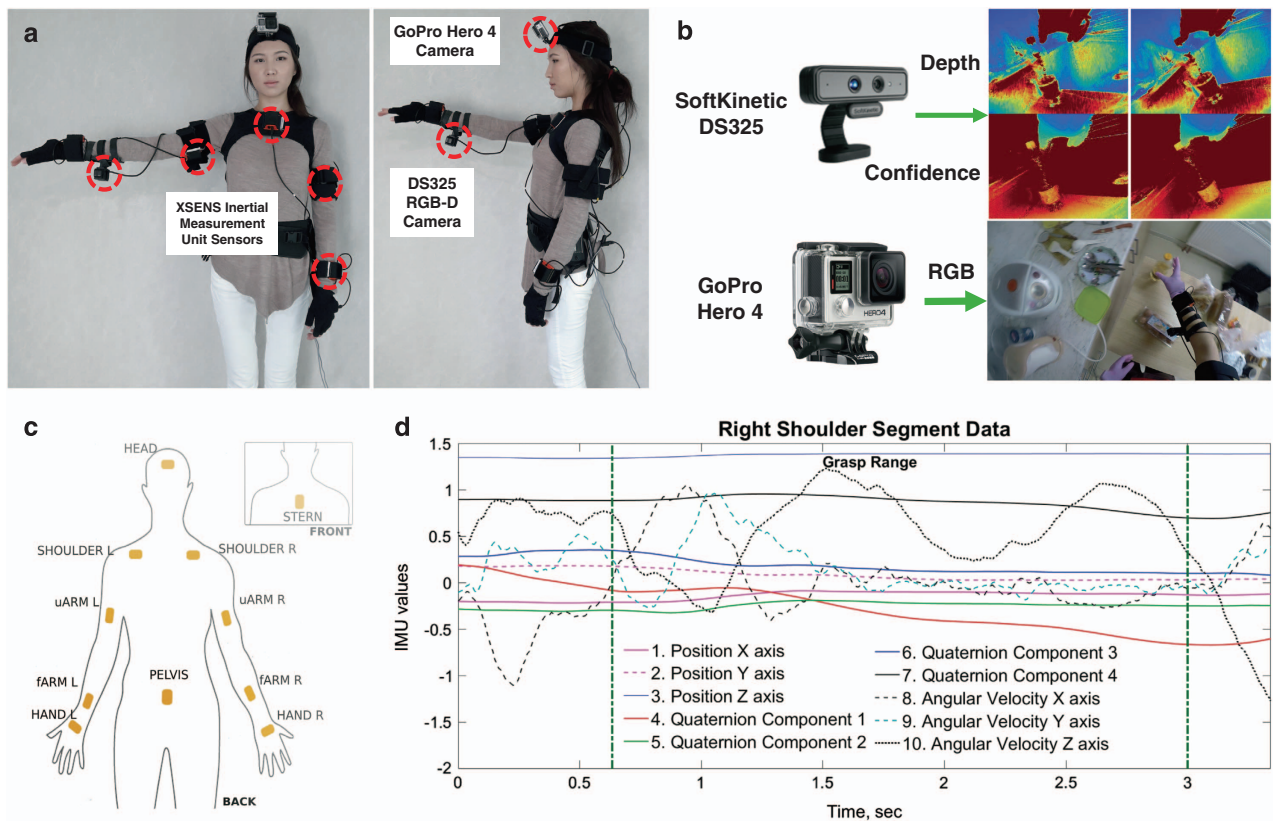 a
XSENS Inertial
Measurement
Unit Sensors
GoPro Hero 4
Camera
DS325
RGB-D
Camera
b
SoftKinetic
DS325
Depth
Confidence
SoftKinetic
GoPro
Hero 4
HERO4
RGB
c
HEAD
STERN
FRONT
SHOULDER L
SHOULDER R
uARM L
uARM R
fARM L
PELVIS
fARM R
HAND L
HAND R
BACK
d
Right Shoulder Segment Data
Grasp Range
IMU values
1.5
1
0.5
0
-0.5
-1
-1.5
-2
1. Position X axis
2. Position Y axis
3. Position Z axis
4. Quaternion Component 1
5. Quaternion Component 2
6. Quaternion Component 3
7. Quaternion Component 4
8. Angular Velocity X axis
9. Angular Velocity Y axis
10. Angular Velocity Z axis
0 0.5 1 1.5 2 2.5 3
Time, sec